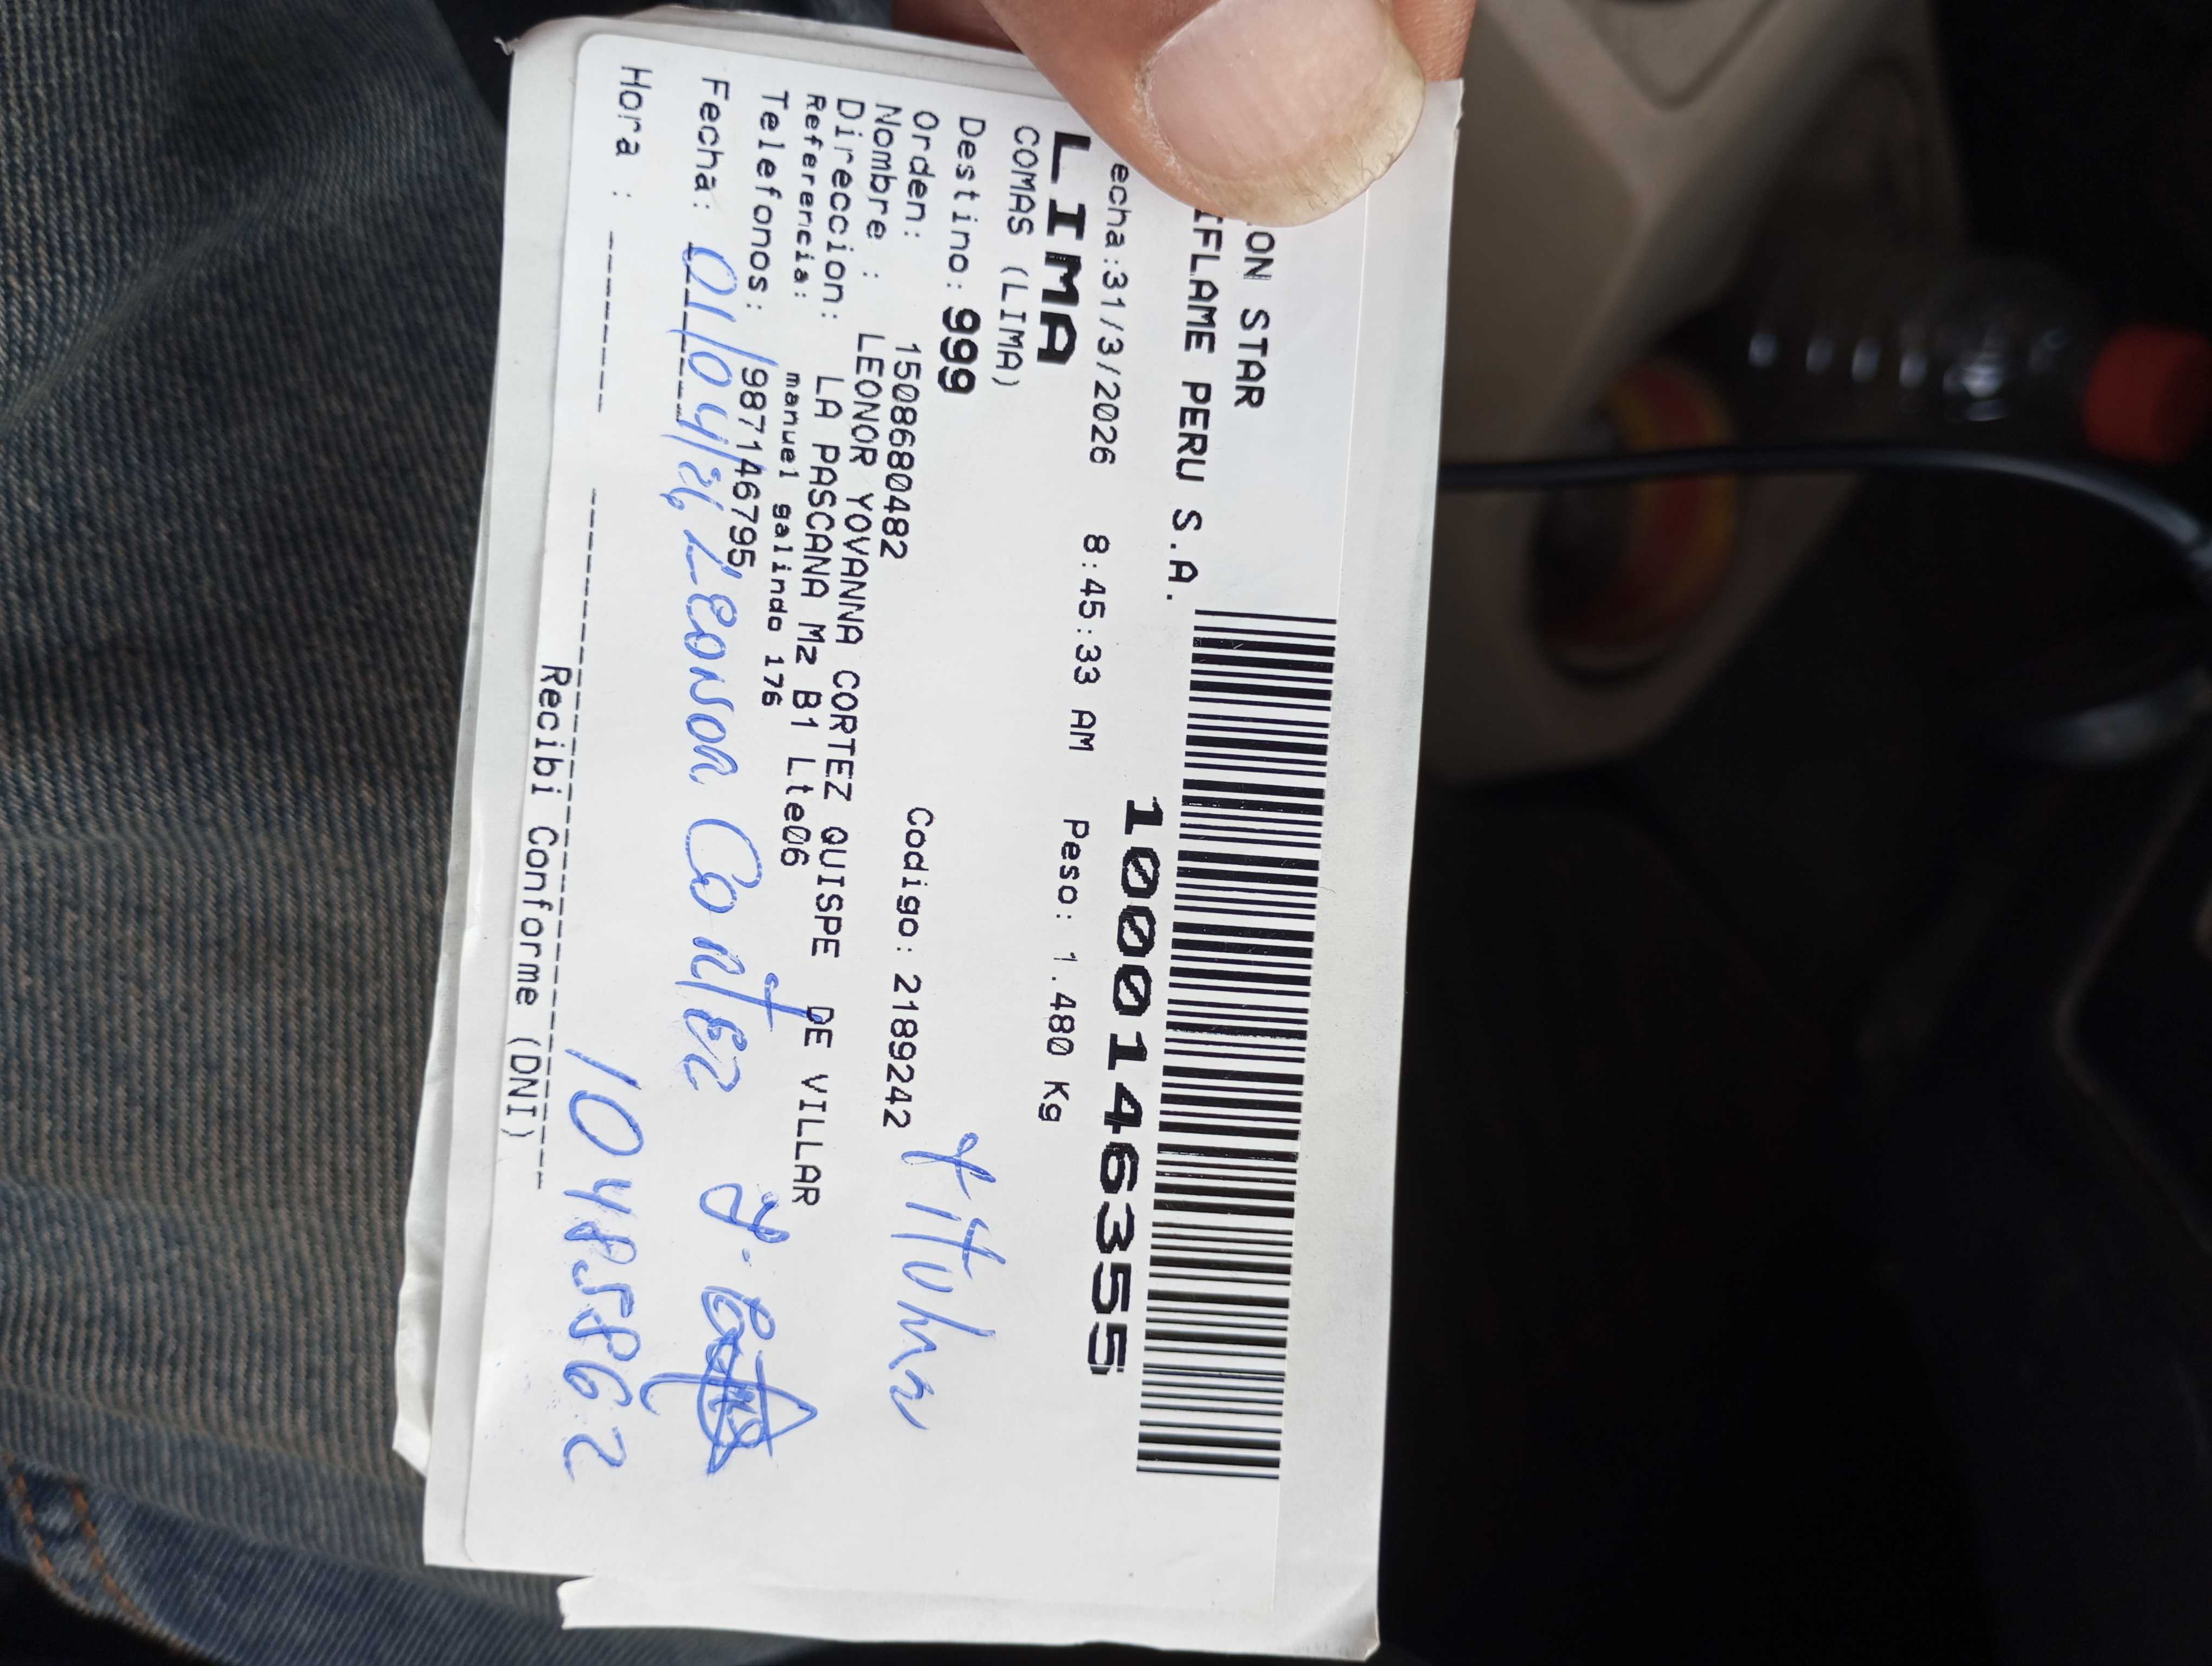 ON STAR
IFLAME PERU S.A.
1000146355
echa:31/3/2026 8:45:33 AM Peso: 1.480 Kg
LIMA
COMAS (LIMA)
Destino: 999
Titular
Orden: 1508680482 Codigo: 2189242
Nombre : LEONOR YOVANNA CORTEZ QUISPE DE VILLAR
Direccion: LA PASCANA Mz B1 Lte06
Referencia: manuel galindo 176
Telefonos: 987146795
Fecha: 01/04/26 Leonor Cortez
Hora : 10485862
Recibi Conforme (DNI)